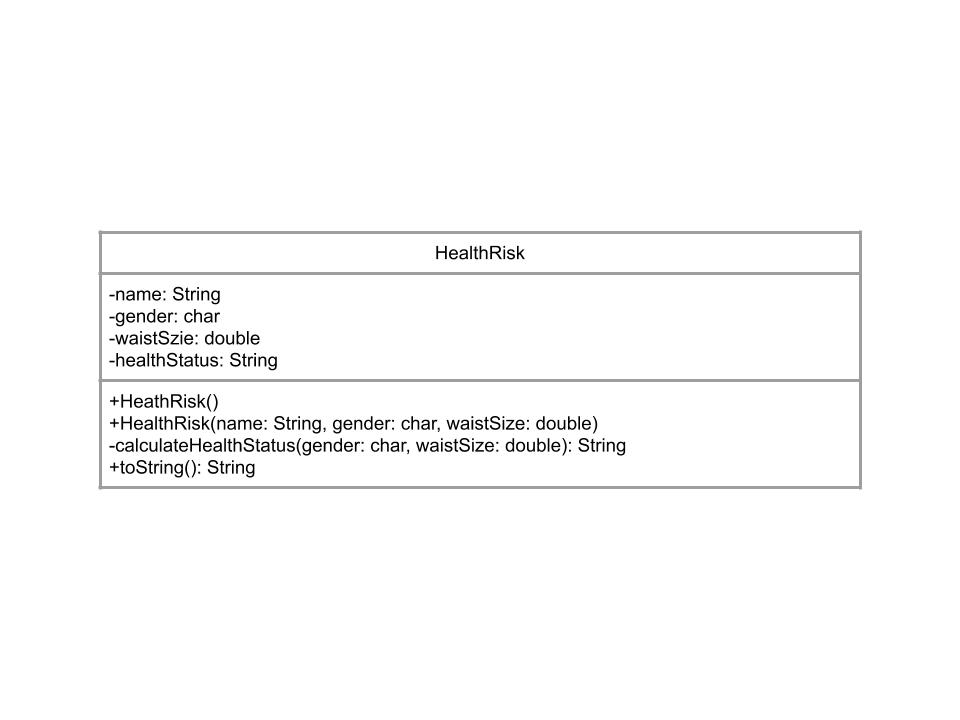 HealthRisk
-name: String
-gender: char
-waistSzie: double
-healthStatus: String
+HeathRisk()
+HealthRisk(name: String, gender: char, waistSize: double)
-calculateHealthStatus(gender: char, waistSize: double): String
+toString(): String